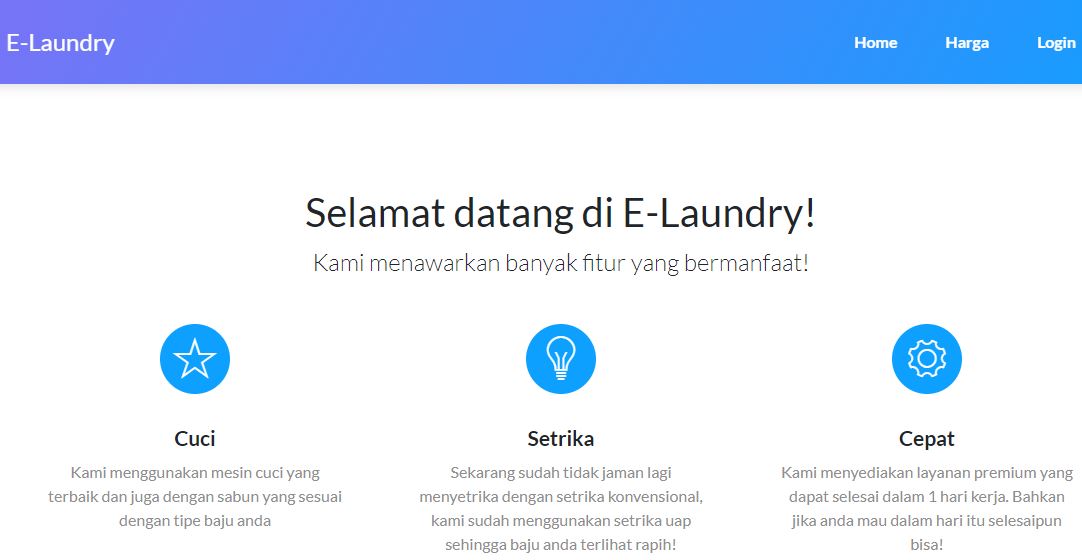 E-Laundry
Home
Harga
Login
Selamat datang di E-Laundry!
Kami menawarkan banyak fitur yang bermanfaat!
Cuci
Kami menggunakan mesin cuci yang
terbaik dan juga dengan sabun yang sesuai
dengan tipe baju anda
Setrika
Sekarang sudah tidak jaman lagi
menyetrika dengan setrika konvensional,
kami sudah menggunakan setrika uap
sehingga baju anda terlihat rapih!
Cepat
Kami menyediakan layanan premium yang
dapat selesai dalam 1 hari kerja. Bahkan
jika anda mau dalam hari itu selesaipun
bisa!